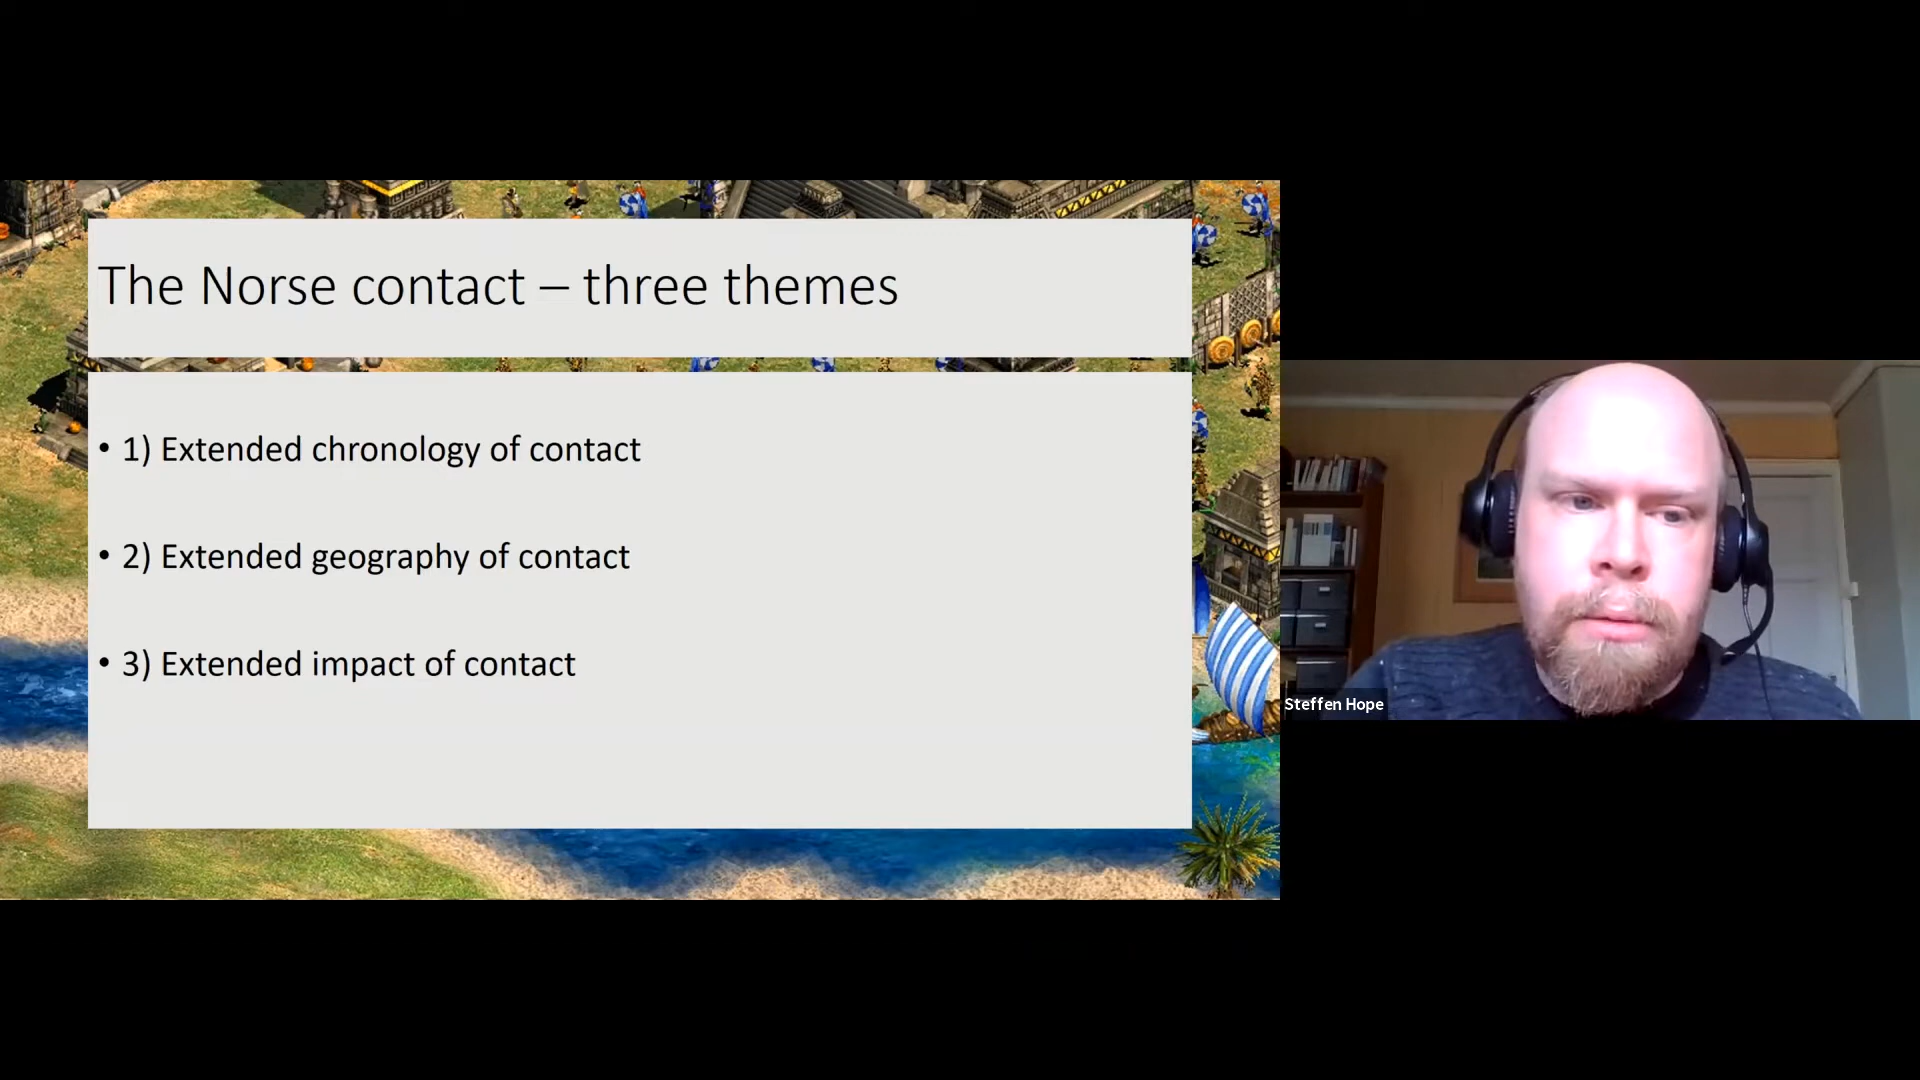 The Norse contact – three themes
• 1) Extended chronology of contact
• 2) Extended geography of contact
• 3) Extended impact of contact
Steffen Hope